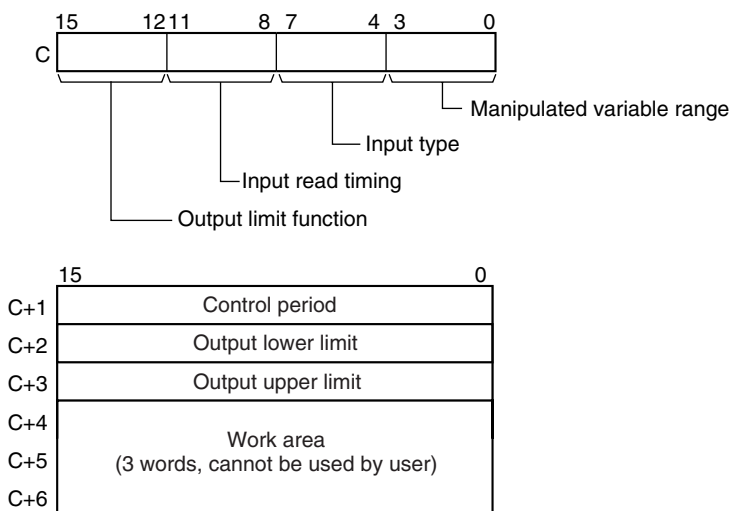 15 12 11 8 7 4 3 0
C
Manipulated variable range
Input type
Input read timing
Output limit function
15 0
C+1 Control period
C+2 Output lower limit
C+3 Output upper limit
C+4
Work area
C+5 (3 words, cannot be used by user)
C+6